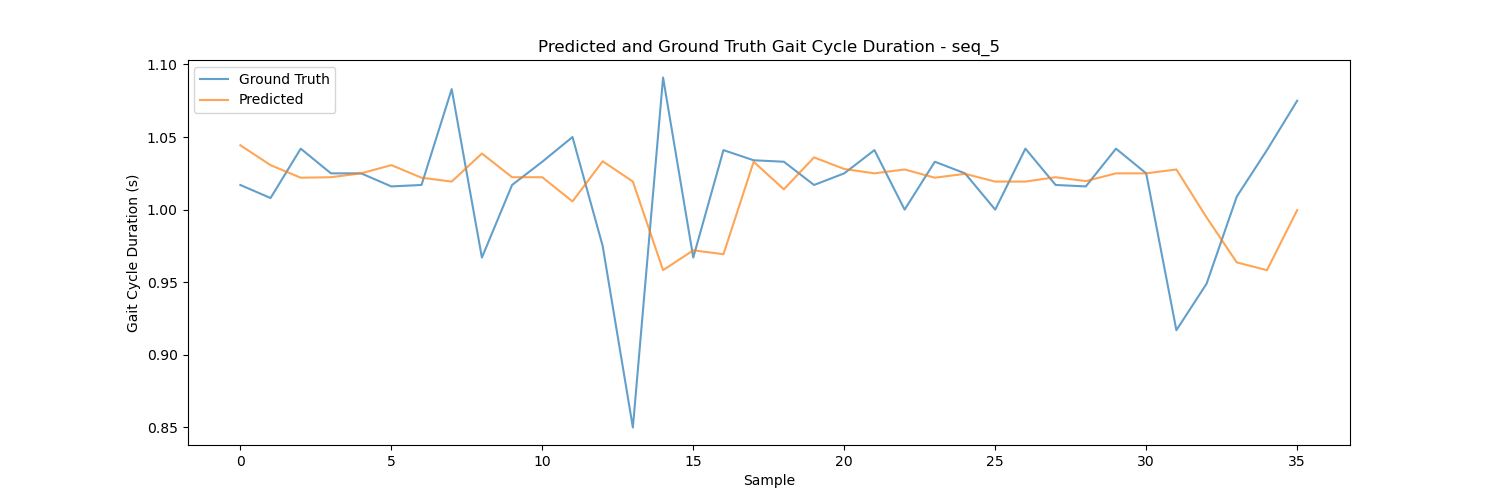 Predicted and Ground Truth Gait Cycle Duration - seq_5
Ground Truth
Predicted
Gait Cycle Duration (s)
1.10
1.05
1.00
0.95
0.90
0.85
0 5 10 15 20 25 30 35
Sample